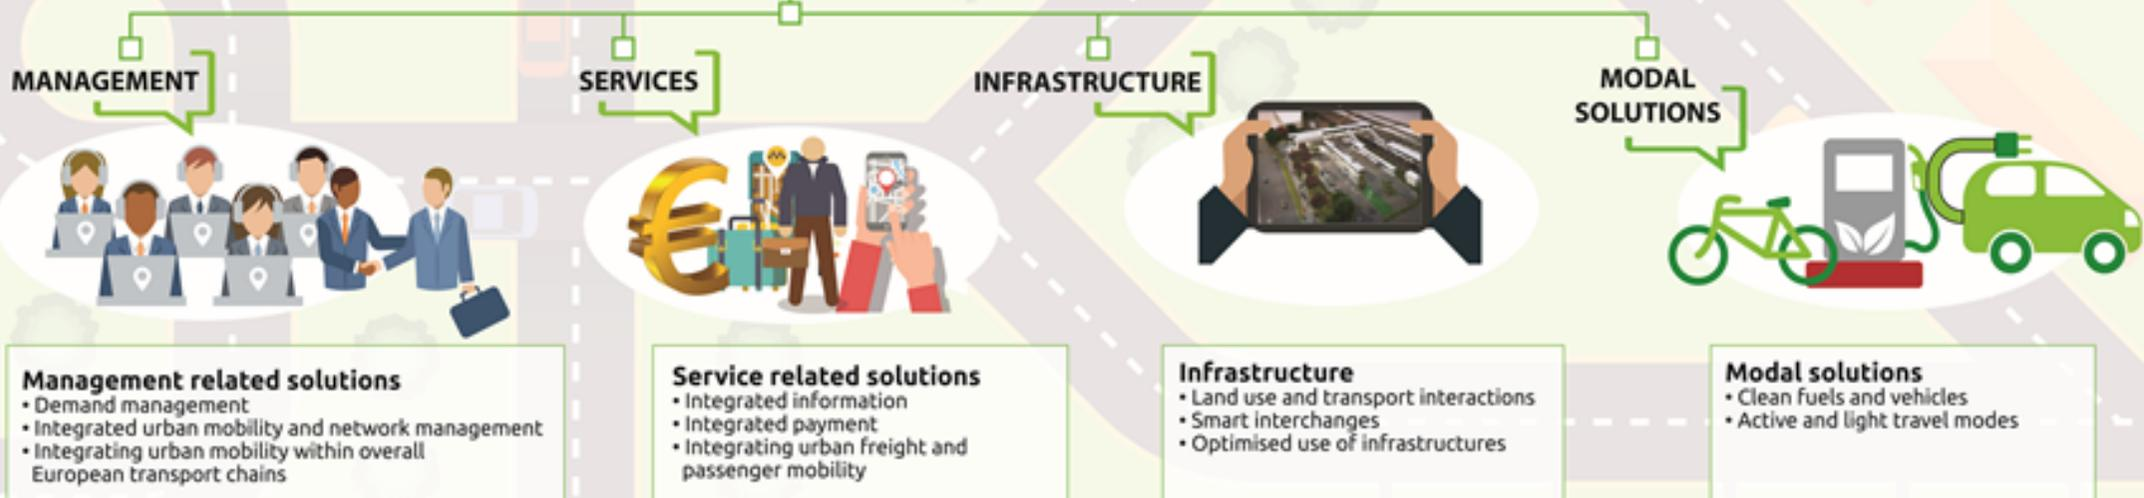 MANAGEMENT
SERVICES
INFRASTRUCTURE
MODAL
SOLUTIONS
Management related solutions
• Demand management
• Integrated urban mobility and network management
• Integrating urban mobility within overall
European transport chains
Service related solutions
• Integrated information
• Integrated payment
• Integrating urban freight and
passenger mobility
Infrastructure
• Land use and transport interactions
• Smart interchanges
• Optimised use of infrastructures
Modal solutions
• Clean fuels and vehicles
• Active and light travel modes